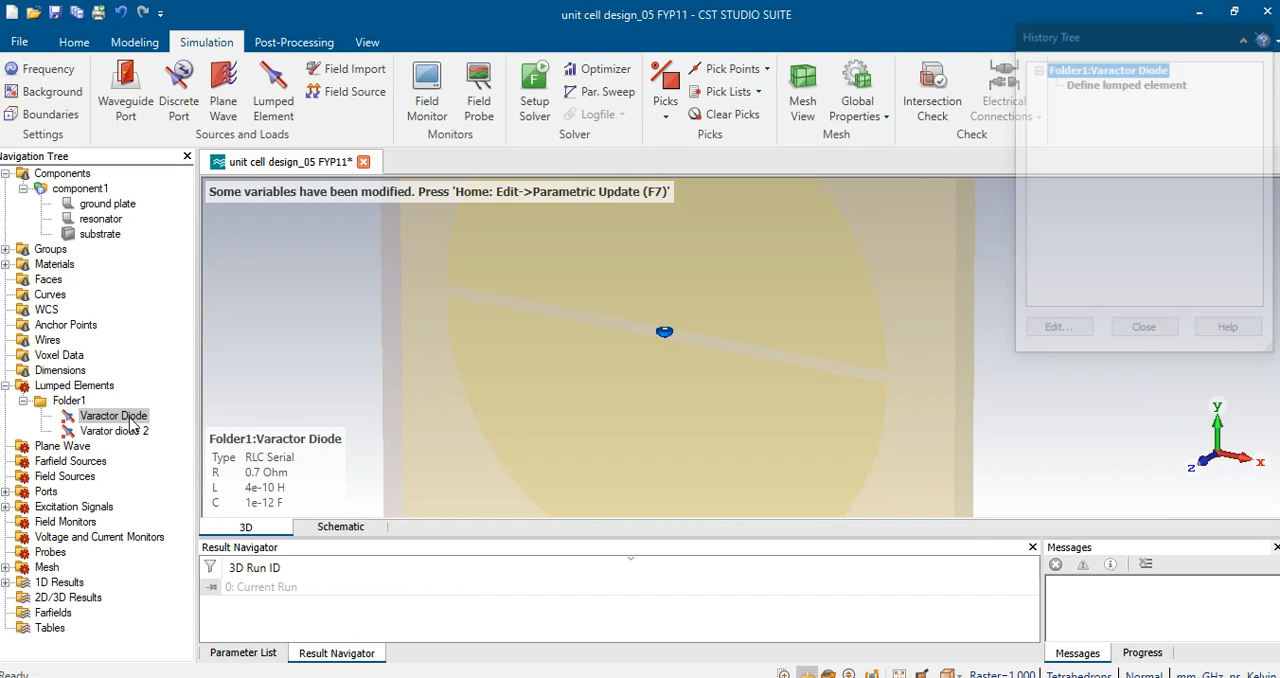 unit cell design_05 FYP11 - CST STUDIO SUITE
File Home Modeling Simulation Post-Processing View
Frequency
Background
Boundaries
Settings
Waveguide Port
Discrete Port
Plane Wave
Lumped Element
Field Import
Field Source
Sources and Loads
Field Monitor
Field Probe
Monitors
Setup Solver
Optimizer
Par. Sweep
Logfile
Solver
Picks
Pick Points
Pick Lists
Clear Picks
Picks
Mesh View
Global Properties
Mesh
Intersection Check
Electrical Connections
Check
History Tree
Folder1:Varactor Diode
Define lumped element
Edit... Close Help
Navigation Tree
Components
component1
ground plate
resonator
substrate
Groups
Materials
Faces
Curves
WCS
Anchor Points
Wires
Voxel Data
Dimensions
Lumped Elements
Folder1
Varactor Diode
Varator diode 2
Plane Wave
Farfield Sources
Field Sources
Ports
Excitation Signals
Field Monitors
Voltage and Current Monitors
Probes
Mesh
1D Results
2D/3D Results
Farfields
Tables
unit cell design_05 FYP11*
Some variables have been modified. Press 'Home: Edit->Parametric Update (F7)'
Folder1:Varactor Diode
Type RLC Serial
R 0.7 Ohm
L 4e-10 H
C 1e-12 F
y
x
z
3D Schematic
Result Navigator
3D Run ID
0: Current Run
Parameter List Result Navigator
Messages
Messages Progress
Ready
Raster=1.000 Tetrahedrons Normal mm, GHz, ns, Kelvin